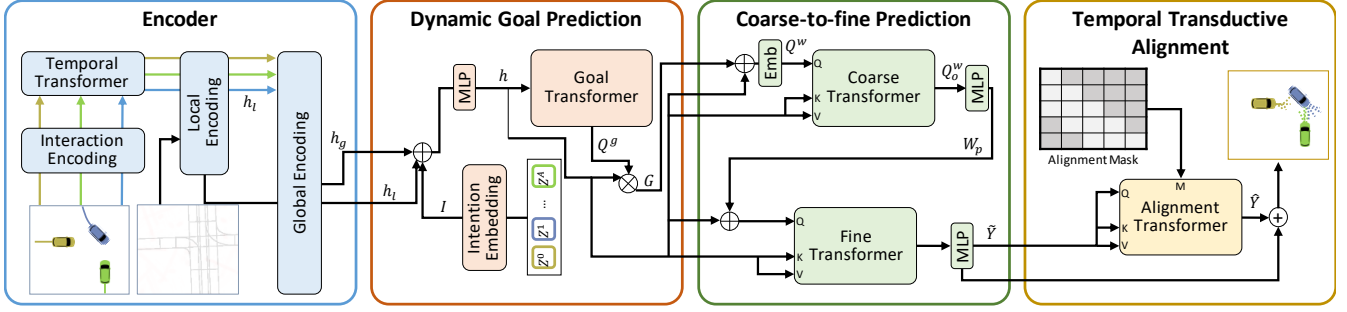 Encoder
Temporal
Transformer
Interaction
Encoding
Local
Encoding
h_l
Global Encoding
h_g
h_l
Dynamic Goal Prediction
MLP
h
Goal
Transformer
Q^g
G
I
Intention
Embedding
Z^A
...
Z^1
Z^0
Coarse-to-fine Prediction
Emb
Q^w
Q
K
V
Coarse
Transformer
Q_o^w
MLP
W_p
Q
K
V
Fine
Transformer
MLP
Ỹ
Temporal Transductive
Alignment
Alignment Mask
M
Q
K
V
Alignment
Transformer
Ŷ